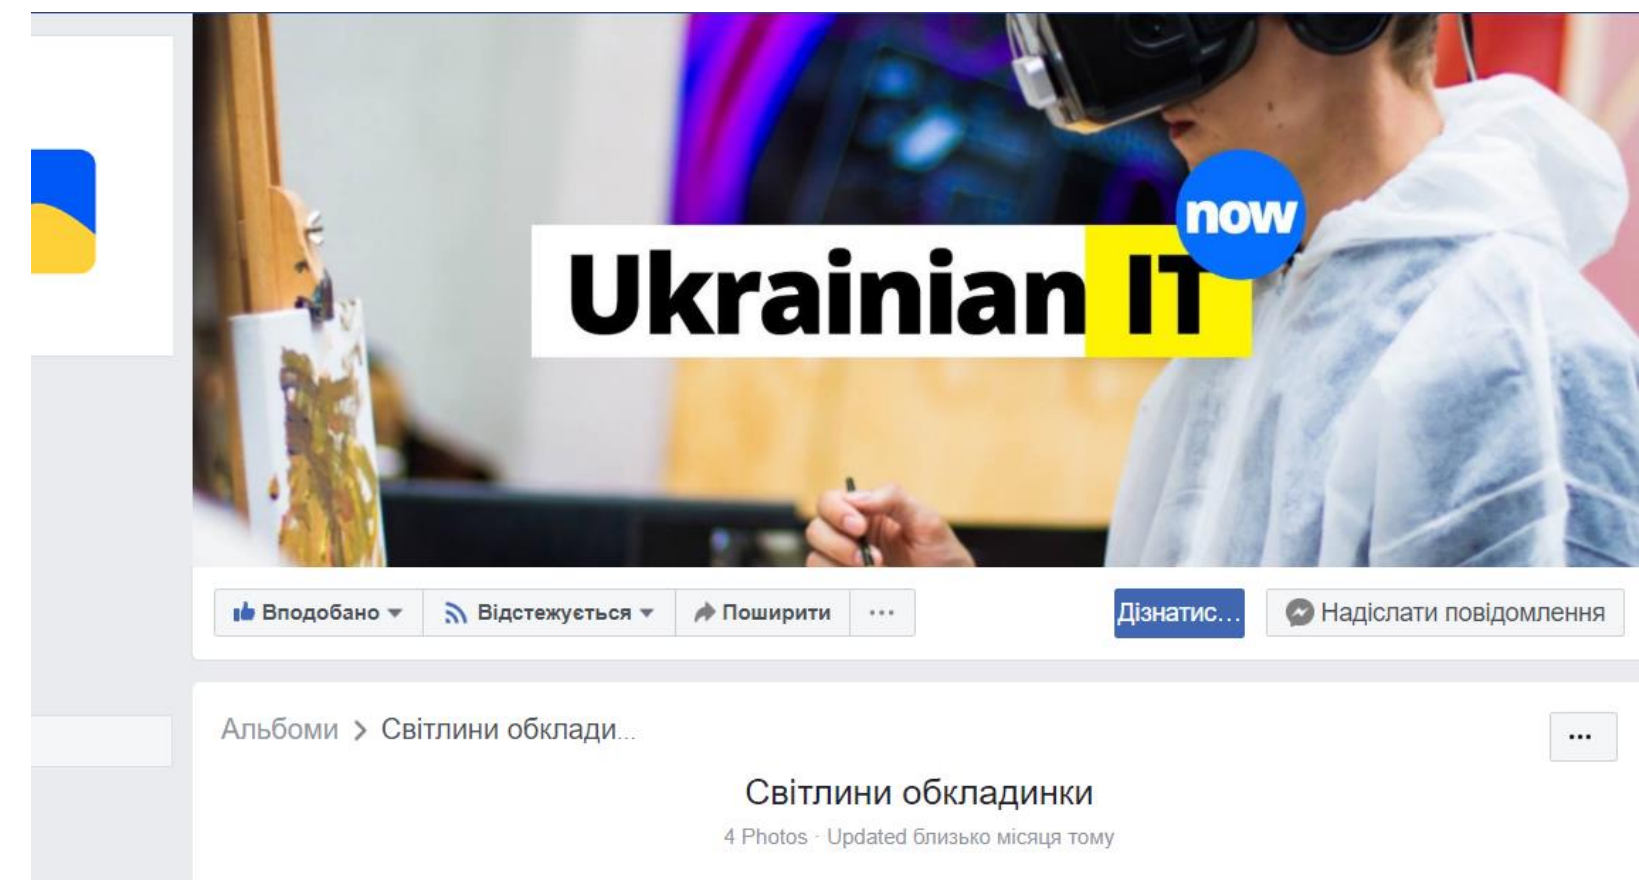 now
Ukrainian IT
Вподобано Відстежується Поширити ... Дізнатис... Надіслати повідомлення
Альбоми > Світлини обклади... ...
Світлини обкладинки
4 Photos · Updated близько місяця тому